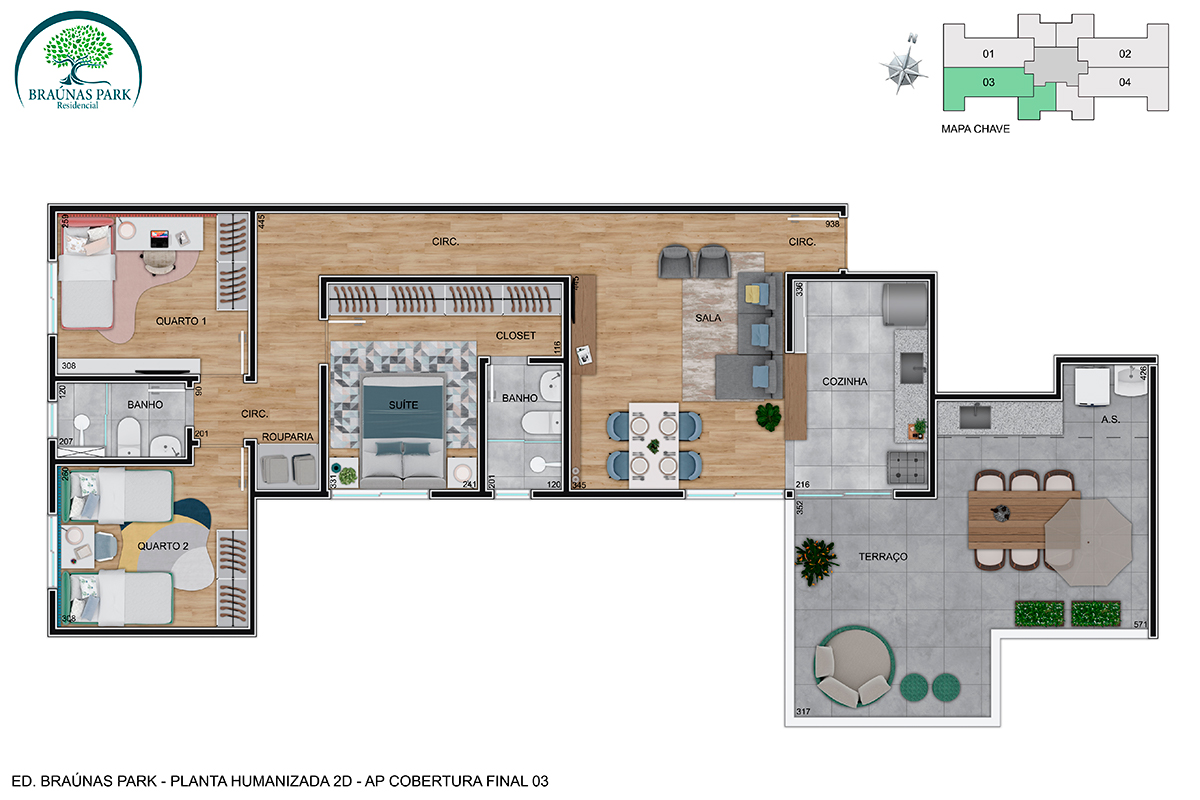 BRAÚNAS PARK
Residencial
N
01
02
03
04
MAPA CHAVE
259
445
938
CIRC.
CIRC.
445
336
QUARTO 1
SALA
CLOSET
116
308
COZINHA
426
120
90
BANHO
SUÍTE
BANHO
CIRC.
A.S.
207
201
ROUPARIA
260
331
241
201
120
345
216
352
QUARTO 2
TERRAÇO
308
571
317
ED. BRAÚNAS PARK - PLANTA HUMANIZADA 2D - AP COBERTURA FINAL 03